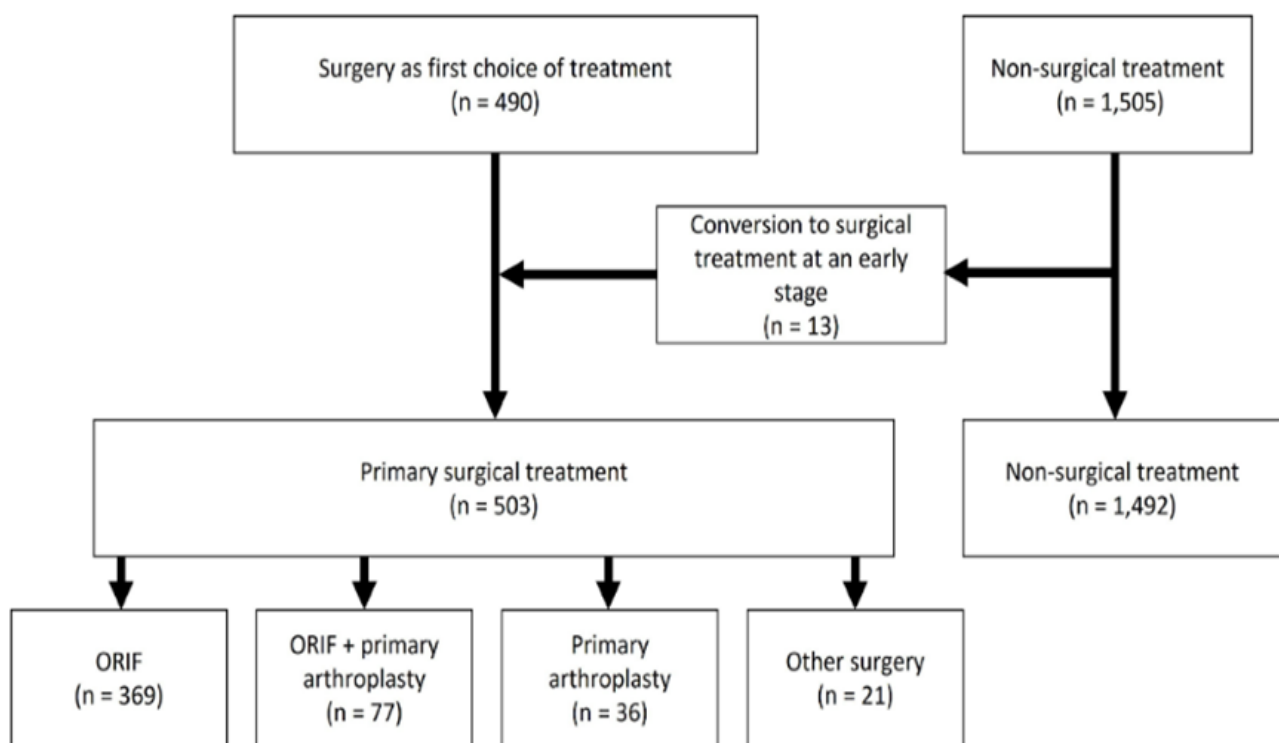 Surgery as first choice of treatment
(n = 490)
Non-surgical treatment
(n = 1,505)
Conversion to surgical
treatment at an early
stage
(n = 13)
Primary surgical treatment
(n = 503)
Non-surgical treatment
(n = 1,492)
ORIF
(n = 369)
ORIF + primary
arthroplasty
(n = 77)
Primary
arthroplasty
(n = 36)
Other surgery
(n = 21)